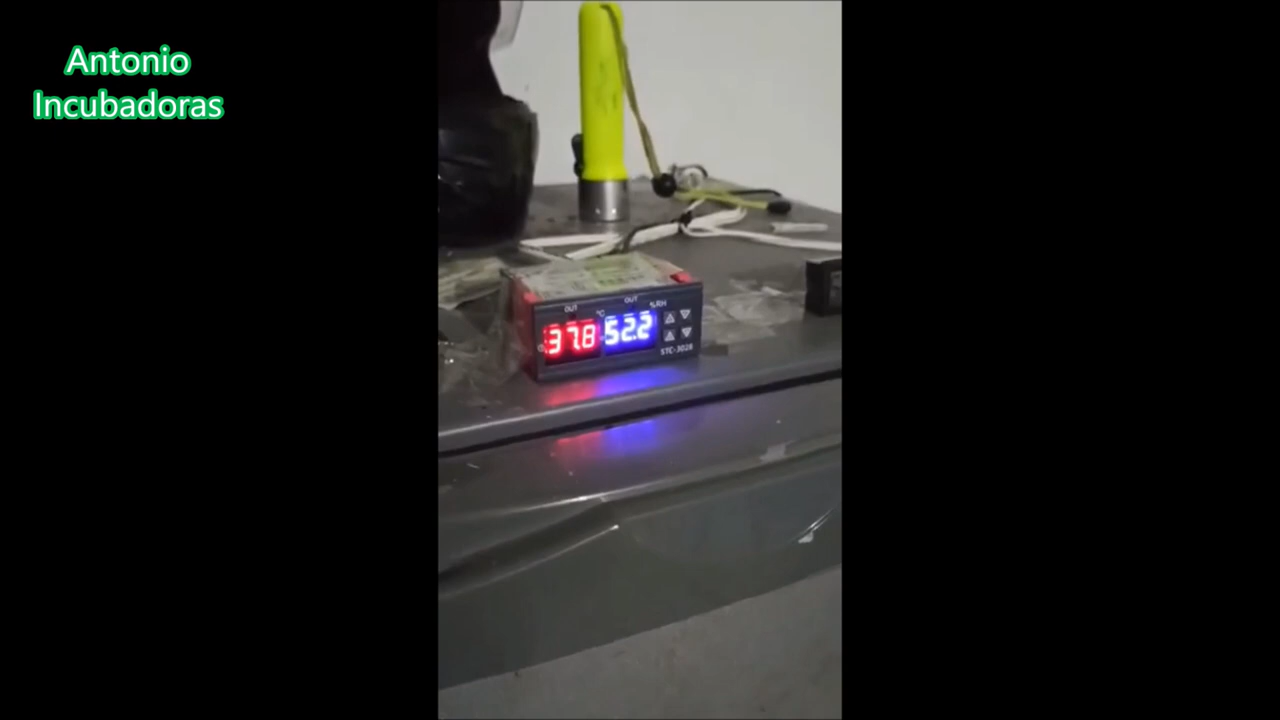 Antonio
Incubadoras
OUT
OUT
°C
%RH
37.8
52.2
STC-3028